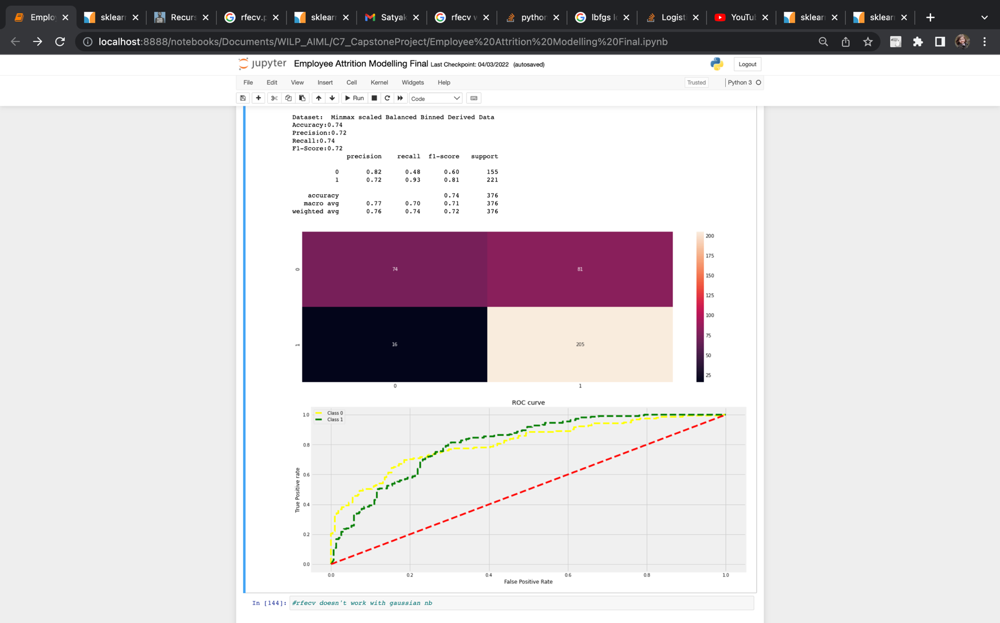 Emplo
sklearn
Recurs
rfecv.p
sklearn
Satyak
rfecv w
python
lbfgs lo
Logisti
YouTub
sklearn
sklearn
localhost:8888/notebooks/Documents/WILP_AIML/C7_CapstoneProject/Employee%20Attrition%20Modelling%20Final.ipynb
jupyter Employee Attrition Modelling Final Last Checkpoint: 04/03/2022 (autosaved)
Logout
File Edit View Insert Cell Kernel Widgets Help
Trusted
Python 3
Run
Code
Dataset: Minmax scaled Balanced Binned Derived Data
Accuracy:0.74
Precision:0.72
Recall:0.74
F1-Score:0.72
precision recall f1-score support
0 0.82 0.48 0.60 155
1 0.72 0.93 0.81 221
accuracy 0.74 376
macro avg 0.77 0.70 0.71 376
weighted avg 0.76 0.74 0.72 376
0
74
81
1
16
205
0
1
200
175
150
125
100
75
50
25
ROC curve
Class 0
Class 1
1.0
0.8
0.6
0.4
0.2
0.0
True Positive rate
0.0 0.2 0.4 0.6 0.8 1.0
False Positive Rate
In [144]: #rfecv doesn't work with gaussian nb